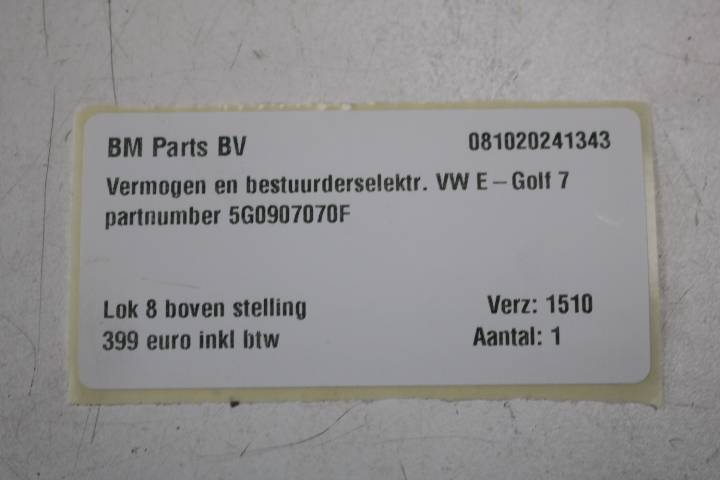 BM Parts BV 081020241343
Vermogen en bestuurderselektr. VW E-Golf 7
partnumber 5G0907070F
Lok 8 boven stelling Verz: 1510
399 euro inkl btw Aantal: 1